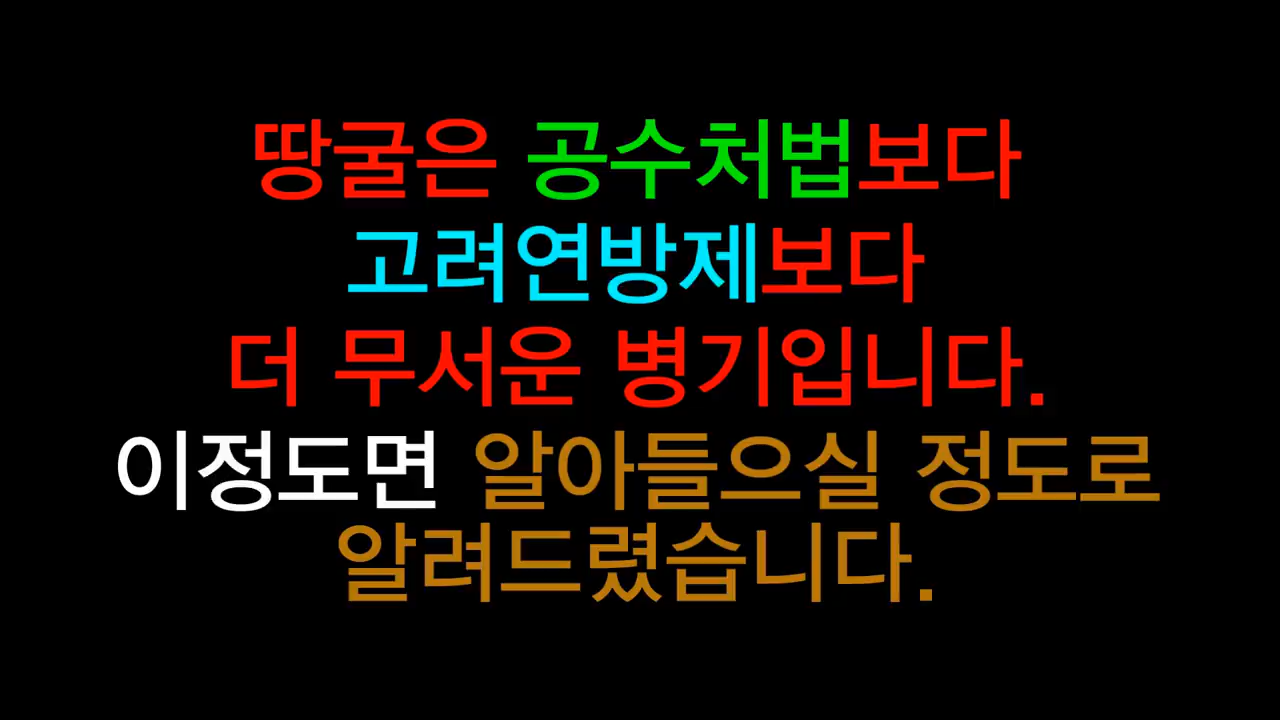 땅굴은 공수처법보다
고려연방제보다
더 무서운 병기입니다.
이정도면 알아들으실 정도로
알려드렸습니다.